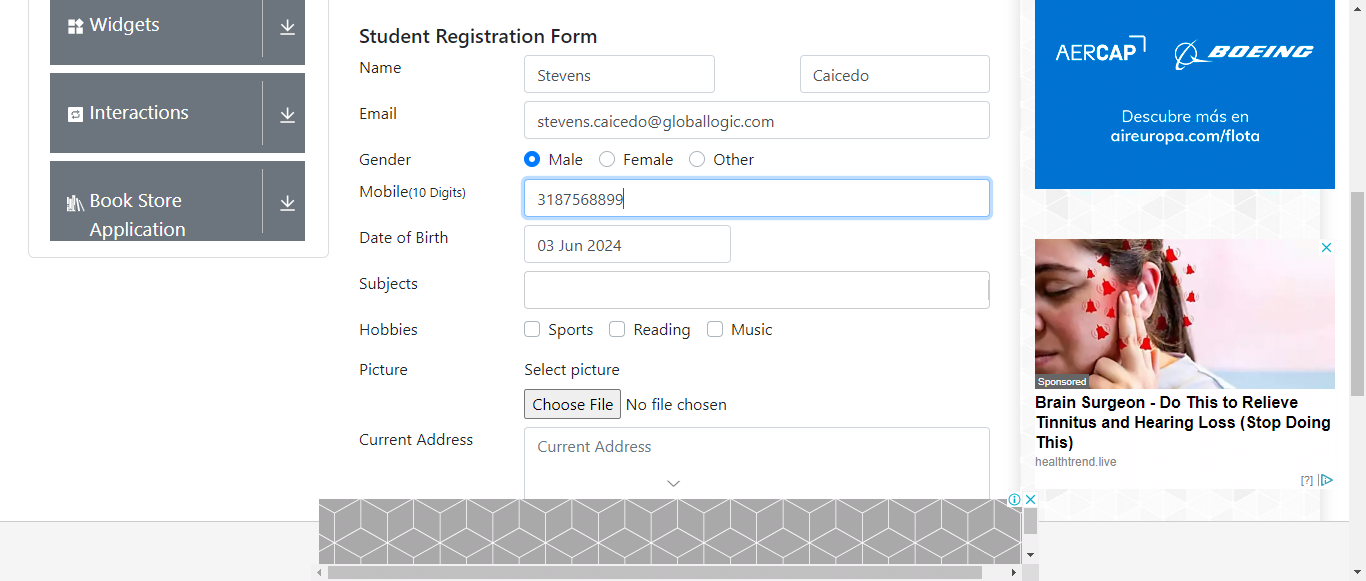 Widgets
Interactions
Book Store
Application
Student Registration Form
Name
Stevens
Caicedo
Email
stevens.caicedo@globallogic.com
Gender
Male
Female
Other
Mobile(10 Digits)
3187568899
Date of Birth
03 Jun 2024
Subjects
Hobbies
Sports
Reading
Music
Picture
Select picture
Choose File No file chosen
Current Address
Current Address
AERCAP
BOEING
Descubre más en
aireuropa.com/flota
Sponsored
Brain Surgeon - Do This to Relieve
Tinnitus and Hearing Loss (Stop Doing
This)
healthtrend.live
[?]